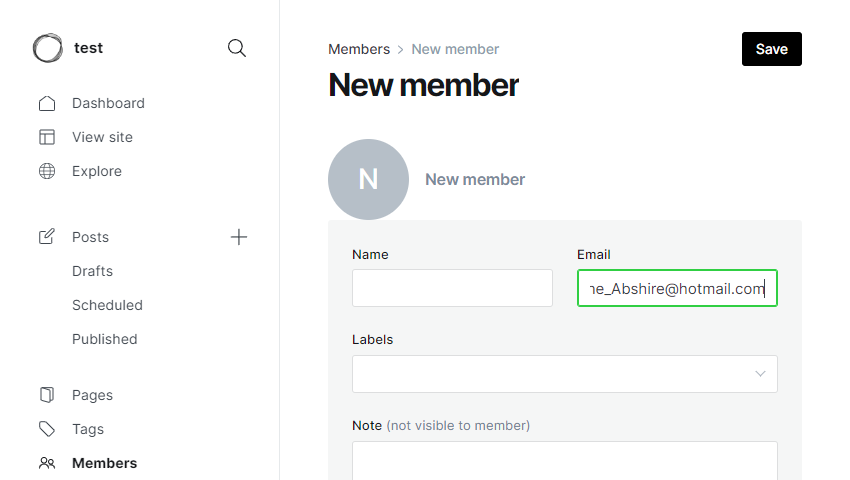 test
Dashboard
View site
Explore
Posts
Drafts
Scheduled
Published
Pages
Tags
Members
Members > New member
Save
New member
N
New member
Name
Email
ne_Abshire@hotmail.com
Labels
Note (not visible to member)